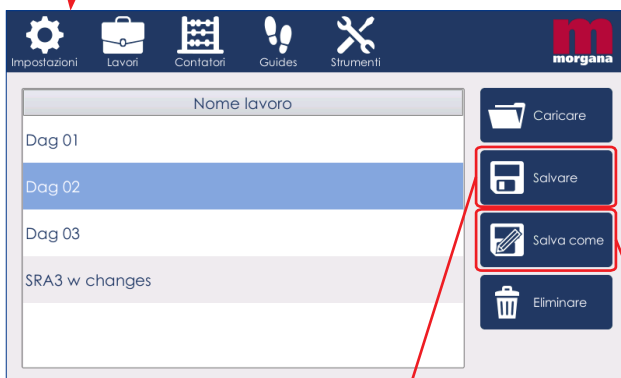 Impostazioni Lavori Contatori Guides Strumenti
m
morgana
Nome lavoro
Dag 01
Dag 02
Dag 03
SRA3 w changes
Caricare
Salvare
Salva come
Eliminare